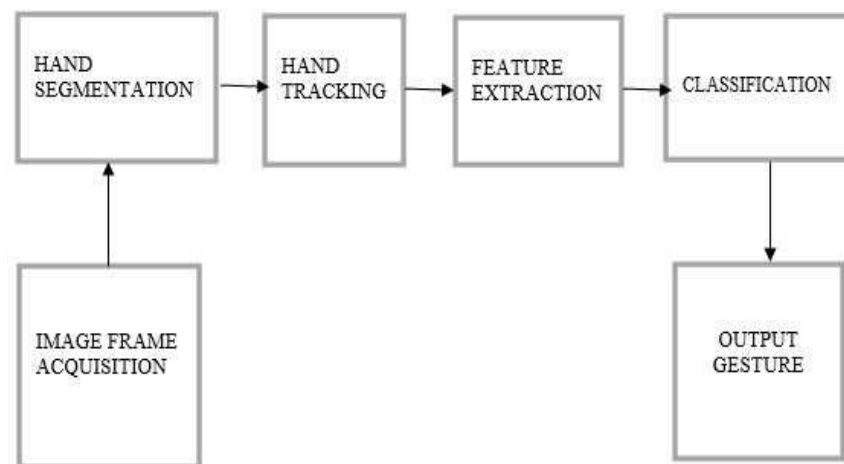 HAND
SEGMENTATION
HAND
TRACKING
FEATURE
EXTRACTION
CLASSIFICATION
IMAGE FRAME
ACQUISITION
OUTPUT
GESTURE